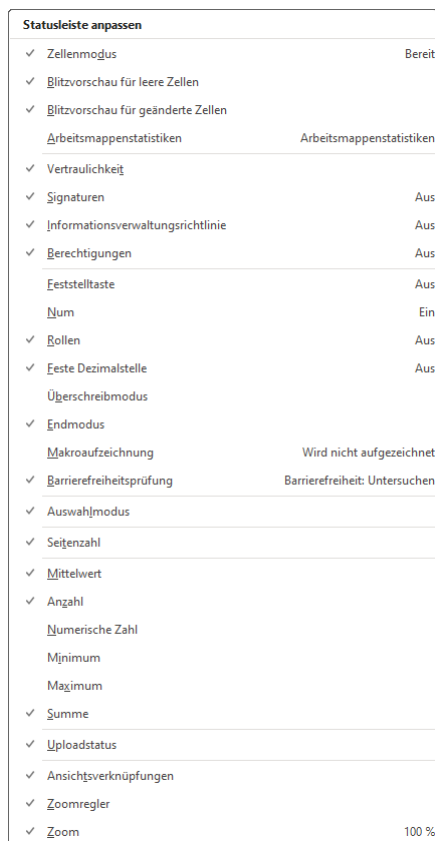 Statusleiste anpassen
Zellenmodus Bereit
Blitzvorschau für leere Zellen
Blitzvorschau für geänderte Zellen
Arbeitsmappenstatistiken Arbeitsmappenstatistiken
Vertraulichkeit
Signaturen Aus
Informationsverwaltungsrichtlinie Aus
Berechtigungen Aus
Feststelltaste Aus
Num Ein
Rollen Aus
Feste Dezimalstelle Aus
Überschreibmodus
Endmodus
Makroaufzeichnung Wird nicht aufgezeichnet
Barrierefreiheitsprüfung Barrierefreiheit: Untersuchen
Auswahlmodus
Seitenzahl
Mittelwert
Anzahl
Numerische Zahl
Minimum
Maximum
Summe
Uploadstatus
Ansichtsverknüpfungen
Zoomregler
Zoom 100 %